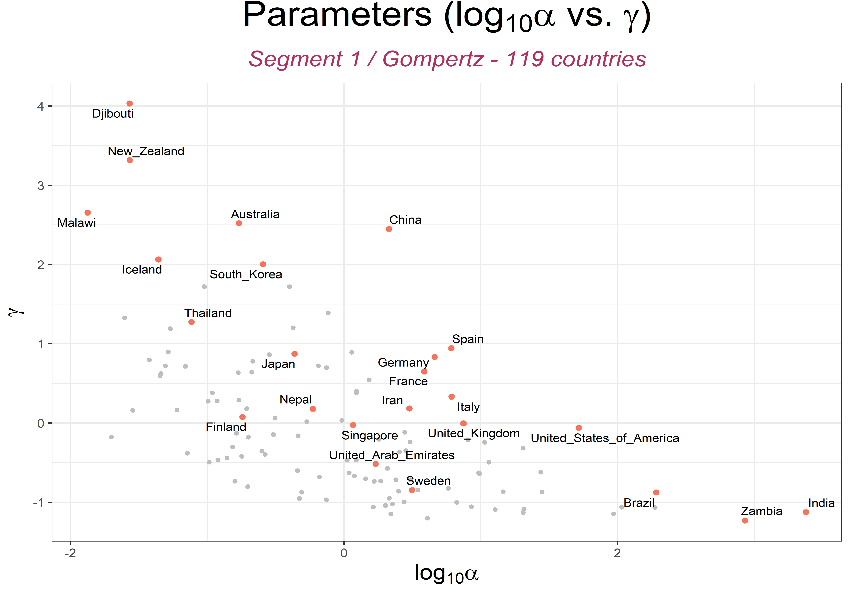 Parameters (log10α vs. γ)
Segment 1 / Gompertz - 119 countries
4
Djibouti
New_Zealand
3
Malawi
Australia
China
2
Iceland
South_Korea
Thailand
γ
1
Spain
Japan
Germany
France
Nepal
Iran
Italy
0
Finland
Singapore
United_Kingdom
United_States_of_America
United_Arab_Emirates
Sweden
-1
Brazil
Zambia
India
-2
0
2
log10α